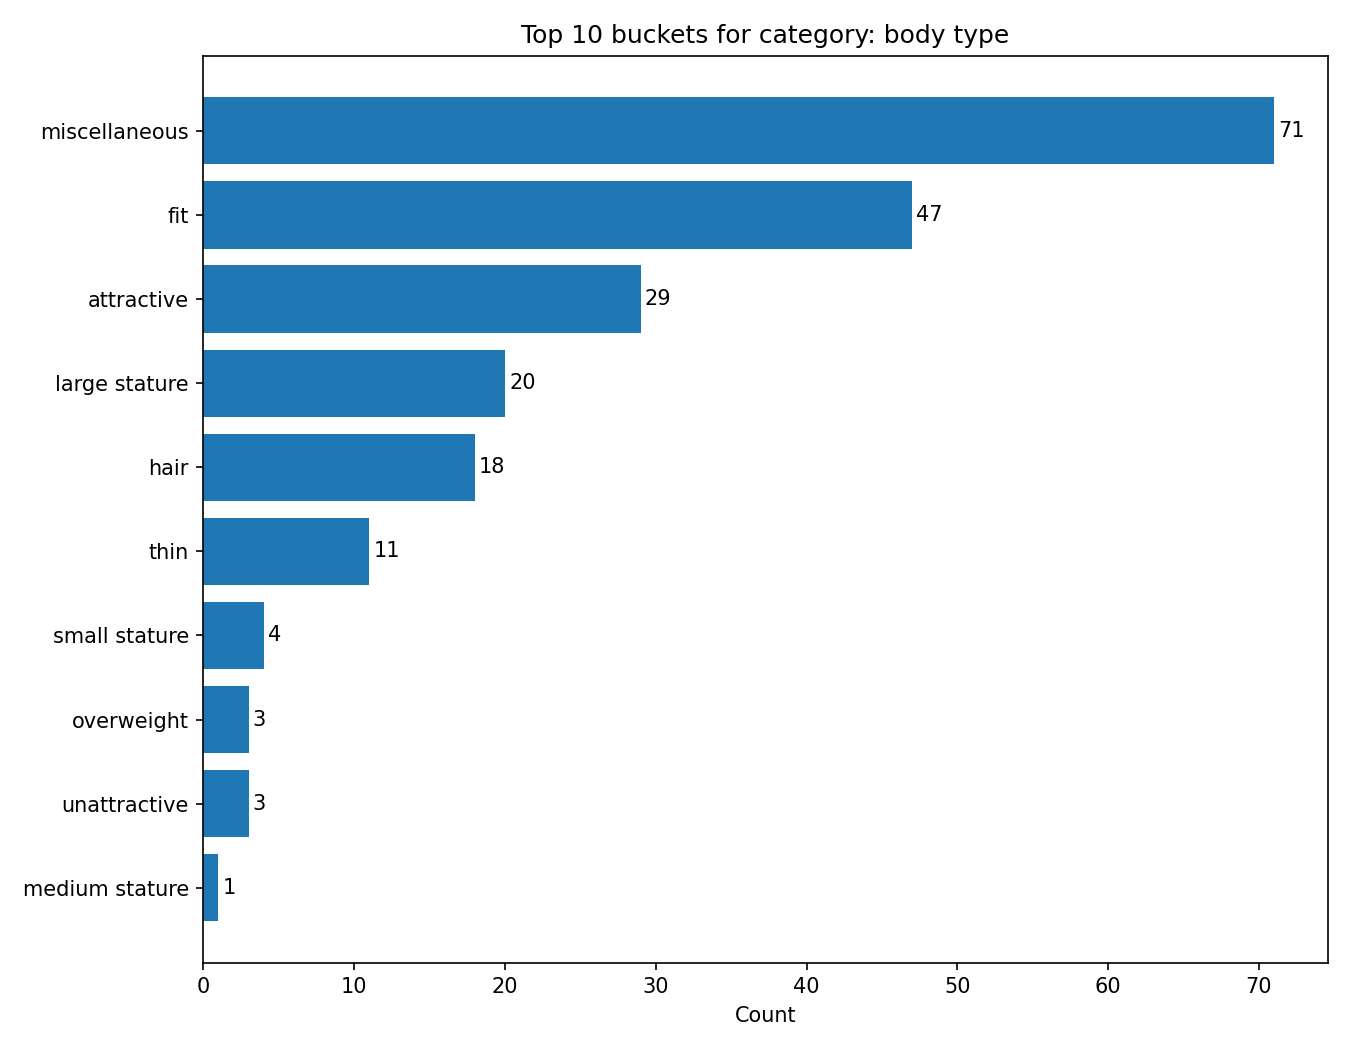 Top 10 buckets for category: body type
miscellaneous 71
fit 47
attractive 29
large stature 20
hair 18
thin 11
small stature 4
overweight 3
unattractive 3
medium stature 1
0 10 20 30 40 50 60 70
Count